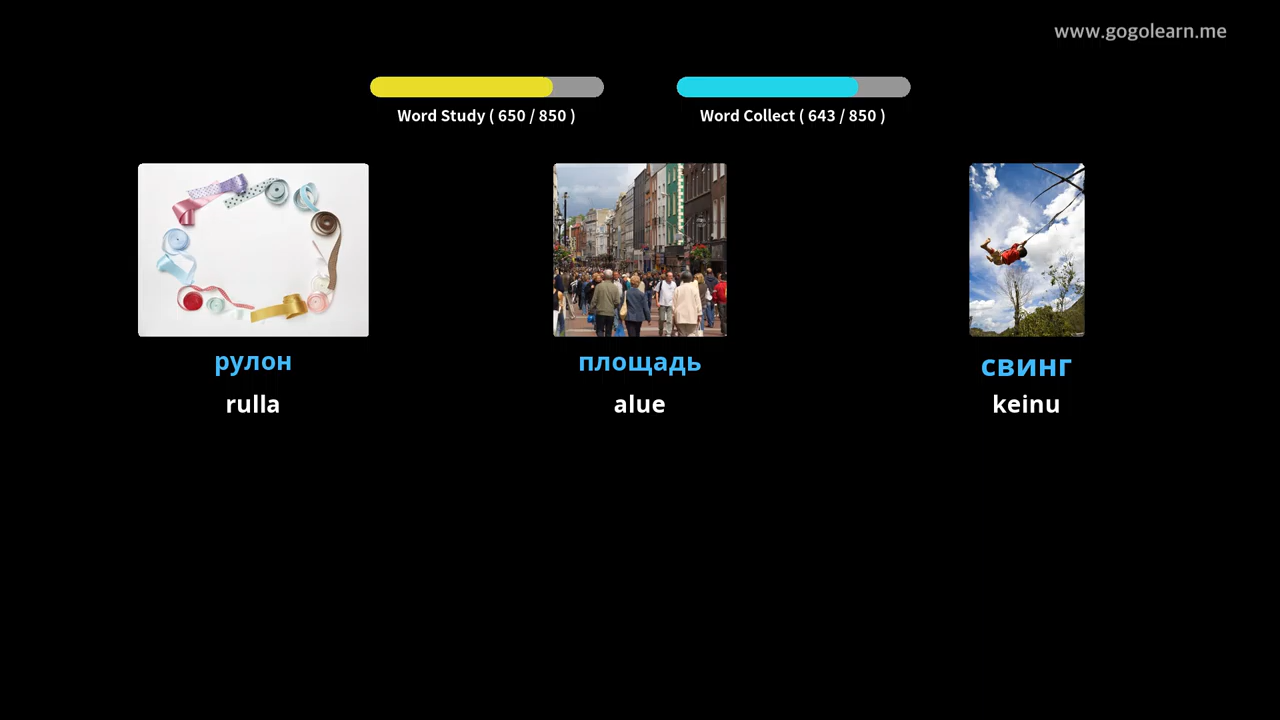 www.gogolearn.me
Word Study ( 650 / 850 )
Word Collect ( 643 / 850 )
рулон
площадь
свинг
rulla
alue
keinu